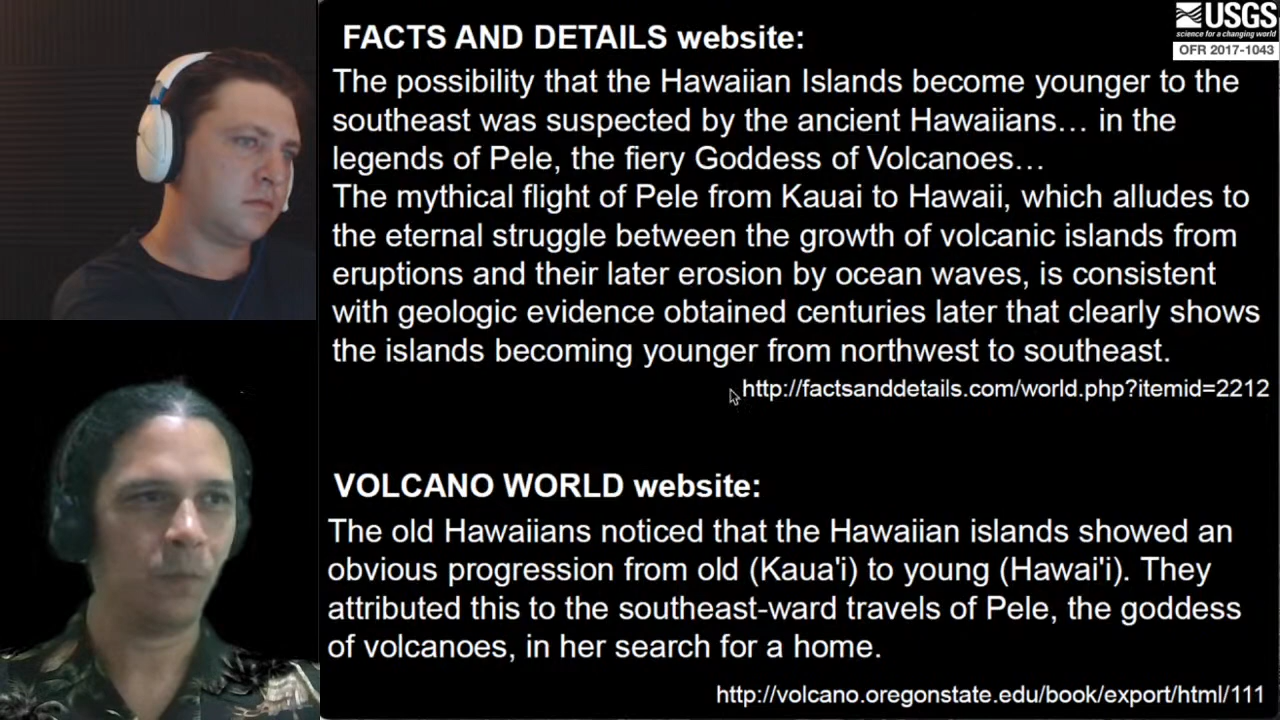 USGS
science for a changing world
OFR 2017-1043
FACTS AND DETAILS website:
The possibility that the Hawaiian Islands become younger to the
southeast was suspected by the ancient Hawaiians… in the
legends of Pele, the fiery Goddess of Volcanoes…
The mythical flight of Pele from Kauai to Hawaii, which alludes to
the eternal struggle between the growth of volcanic islands from
eruptions and their later erosion by ocean waves, is consistent
with geologic evidence obtained centuries later that clearly shows
the islands becoming younger from northwest to southeast.
http://factsanddetails.com/world.php?itemid=2212
VOLCANO WORLD website:
The old Hawaiians noticed that the Hawaiian islands showed an
obvious progression from old (Kaua'i) to young (Hawai'i). They
attributed this to the southeast-ward travels of Pele, the goddess
of volcanoes, in her search for a home.
http://volcano.oregonstate.edu/book/export/html/111